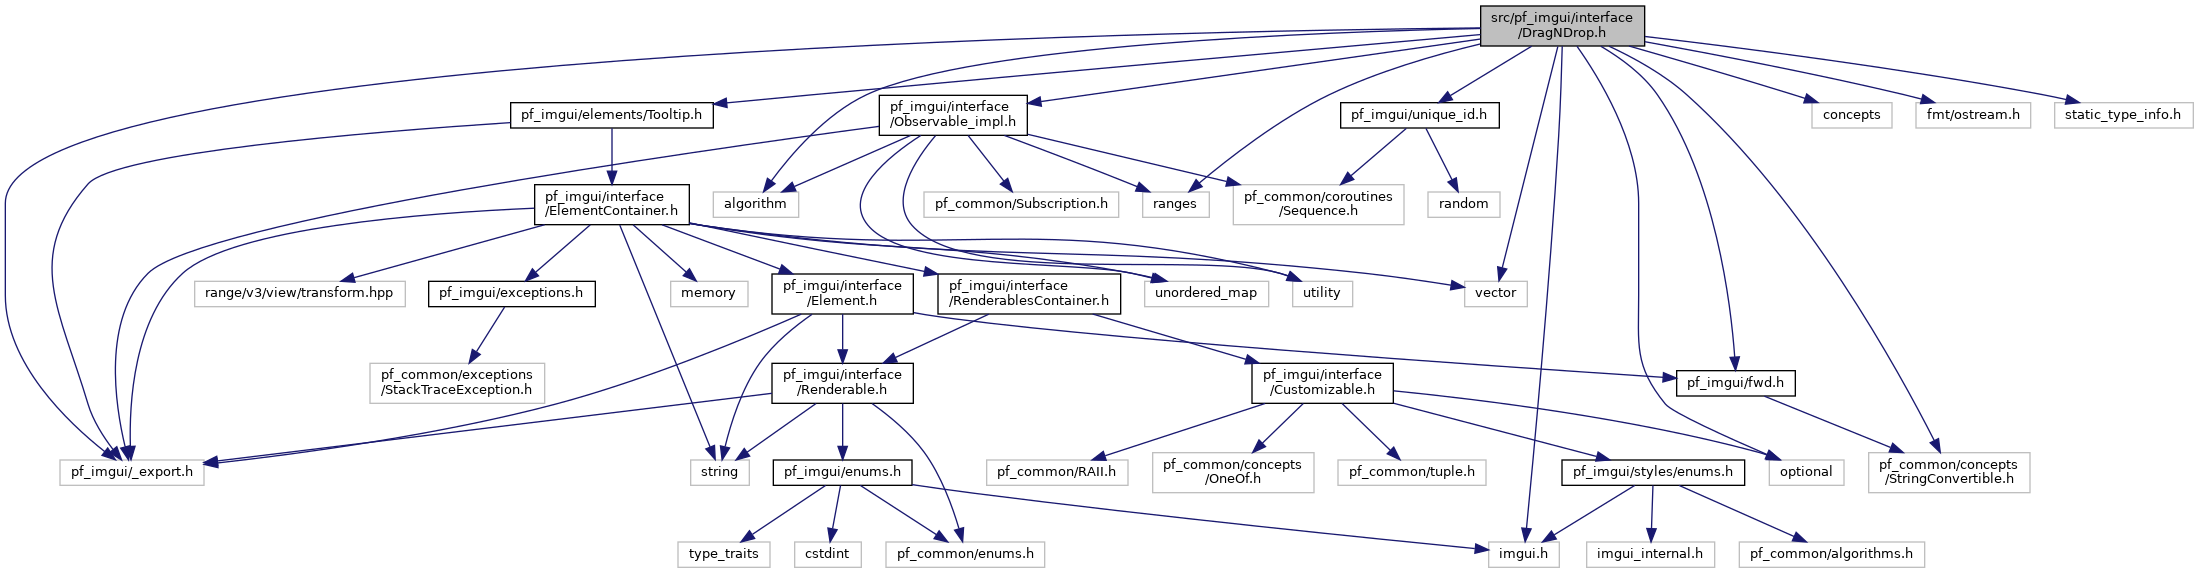 src/pf_imgui/interface
/DragNDrop.h
pf_imgui/elements/Tooltip.h
pf_imgui/interface
/Observable_impl.h
pf_imgui/unique_id.h
concepts
fmt/ostream.h
static_type_info.h
pf_imgui/interface
/ElementContainer.h
algorithm
pf_common/Subscription.h
ranges
pf_common/coroutines
/Sequence.h
random
range/v3/view/transform.hpp
pf_imgui/exceptions.h
memory
pf_imgui/interface
/Element.h
pf_imgui/interface
/RenderablesContainer.h
unordered_map
utility
vector
pf_common/exceptions
/StackTraceException.h
pf_imgui/interface
/Renderable.h
pf_imgui/interface
/Customizable.h
pf_imgui/fwd.h
pf_imgui/_export.h
string
pf_imgui/enums.h
pf_common/RAII.h
pf_common/concepts
/OneOf.h
pf_common/tuple.h
pf_imgui/styles/enums.h
optional
pf_common/concepts
/StringConvertible.h
type_traits
cstdint
pf_common/enums.h
imgui.h
imgui_internal.h
pf_common/algorithms.h